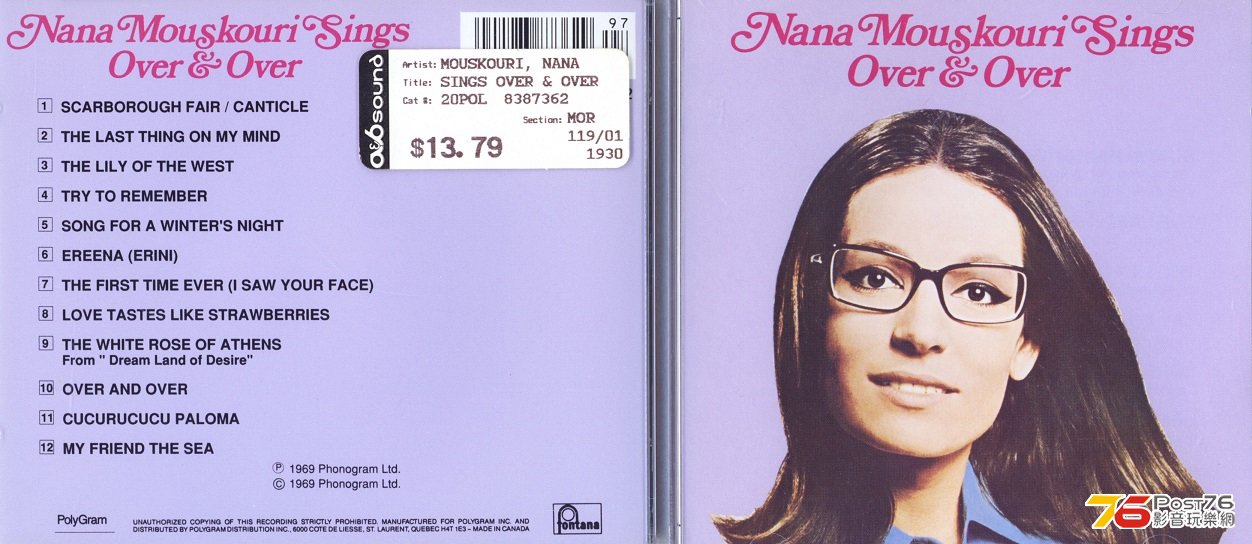 Nana Mouskouri Sings
Over & Over
1 SCARBOROUGH FAIR / CANTICLE
2 THE LAST THING ON MY MIND
3 THE LILY OF THE WEST
4 TRY TO REMEMBER
5 SONG FOR A WINTER'S NIGHT
6 EREENA (ERINI)
7 THE FIRST TIME EVER (I SAW YOUR FACE)
8 LOVE TASTES LIKE STRAWBERRIES
9 THE WHITE ROSE OF ATHENS
From " Dream Land of Desire"
10 OVER AND OVER
11 CUCURUCUCU PALOMA
12 MY FRIEND THE SEA
℗ 1969 Phonogram Ltd.
© 1969 Phonogram Ltd.
PolyGram
UNAUTHORIZED COPYING OF THIS RECORDING STRICTLY PROHIBITED. MANUFACTURED FOR POLYGRAM INC. AND
DISTRIBUTED BY POLYGRAM DISTRIBUTION INC., 6000 COTE DE LIESSE, ST. LAURENT, QUEBEC H4T 1E3 - MADE IN CANADA
fontana
97
a&b sound
Artist: MOUSKOURI, NANA
Title: SINGS OVER & OVER
Cat #: 20POL 8387362
Section: MOR
$13.79
119/01
1930
2
Nana Mouskouri Sings
Over & Over
76 Post76
影音玩樂網